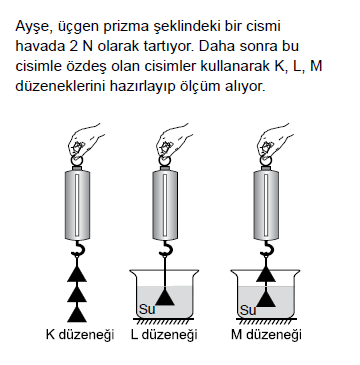 Ayşe, üçgen prizma şeklindeki bir cismi
havada 2 N olarak tartıyor. Daha sonra bu
cisimle özdeş olan cisimler kullanarak K, L, M
düzeneklerini hazırlayıp ölçüm alıyor.
Su
Su
K düzeneği L düzeneği M düzeneği